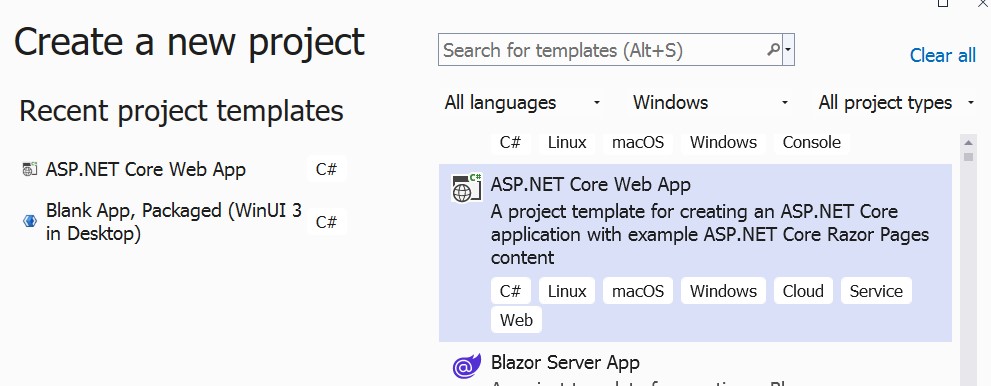 Create a new project
Search for templates (Alt+S)
Clear all
Recent project templates
All languages
Windows
All project types
C# Linux macOS Windows Console
ASP.NET Core Web App C#
Blank App, Packaged (WinUI 3
in Desktop) C#
C#
ASP.NET Core Web App
A project template for creating an ASP.NET Core
application with example ASP.NET Core Razor Pages
content
C# Linux macOS Windows Cloud Service
Web
Blazor Server App